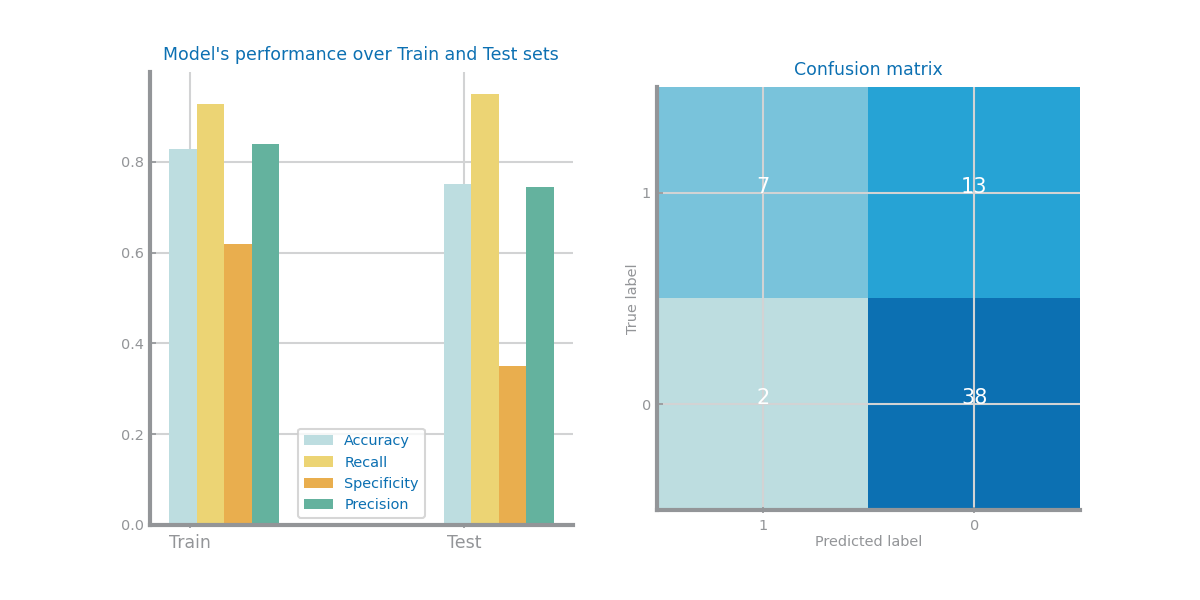 Model's performance over Train and Test sets
0.8
0.6
0.4
0.2
0.0
Accuracy
Recall
Specificity
Precision
Train
Test
Confusion matrix
True label
1
0
7
13
2
38
1
0
Predicted label